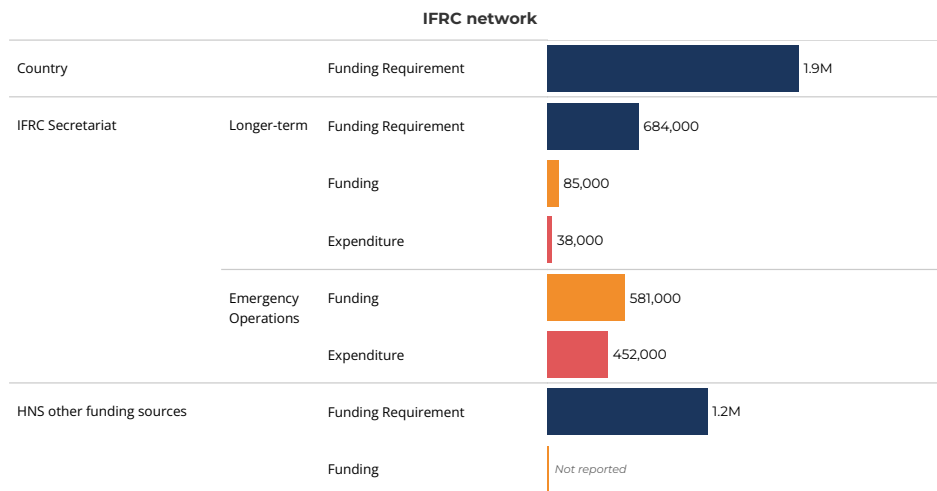 IFRC network
Country Funding Requirement 1.9M
IFRC Secretariat Longer-term Funding Requirement 684,000
Funding 85,000
Expenditure 38,000
Emergency Operations Funding 581,000
Expenditure 452,000
HNS other funding sources Funding Requirement 1.2M
Funding Not reported